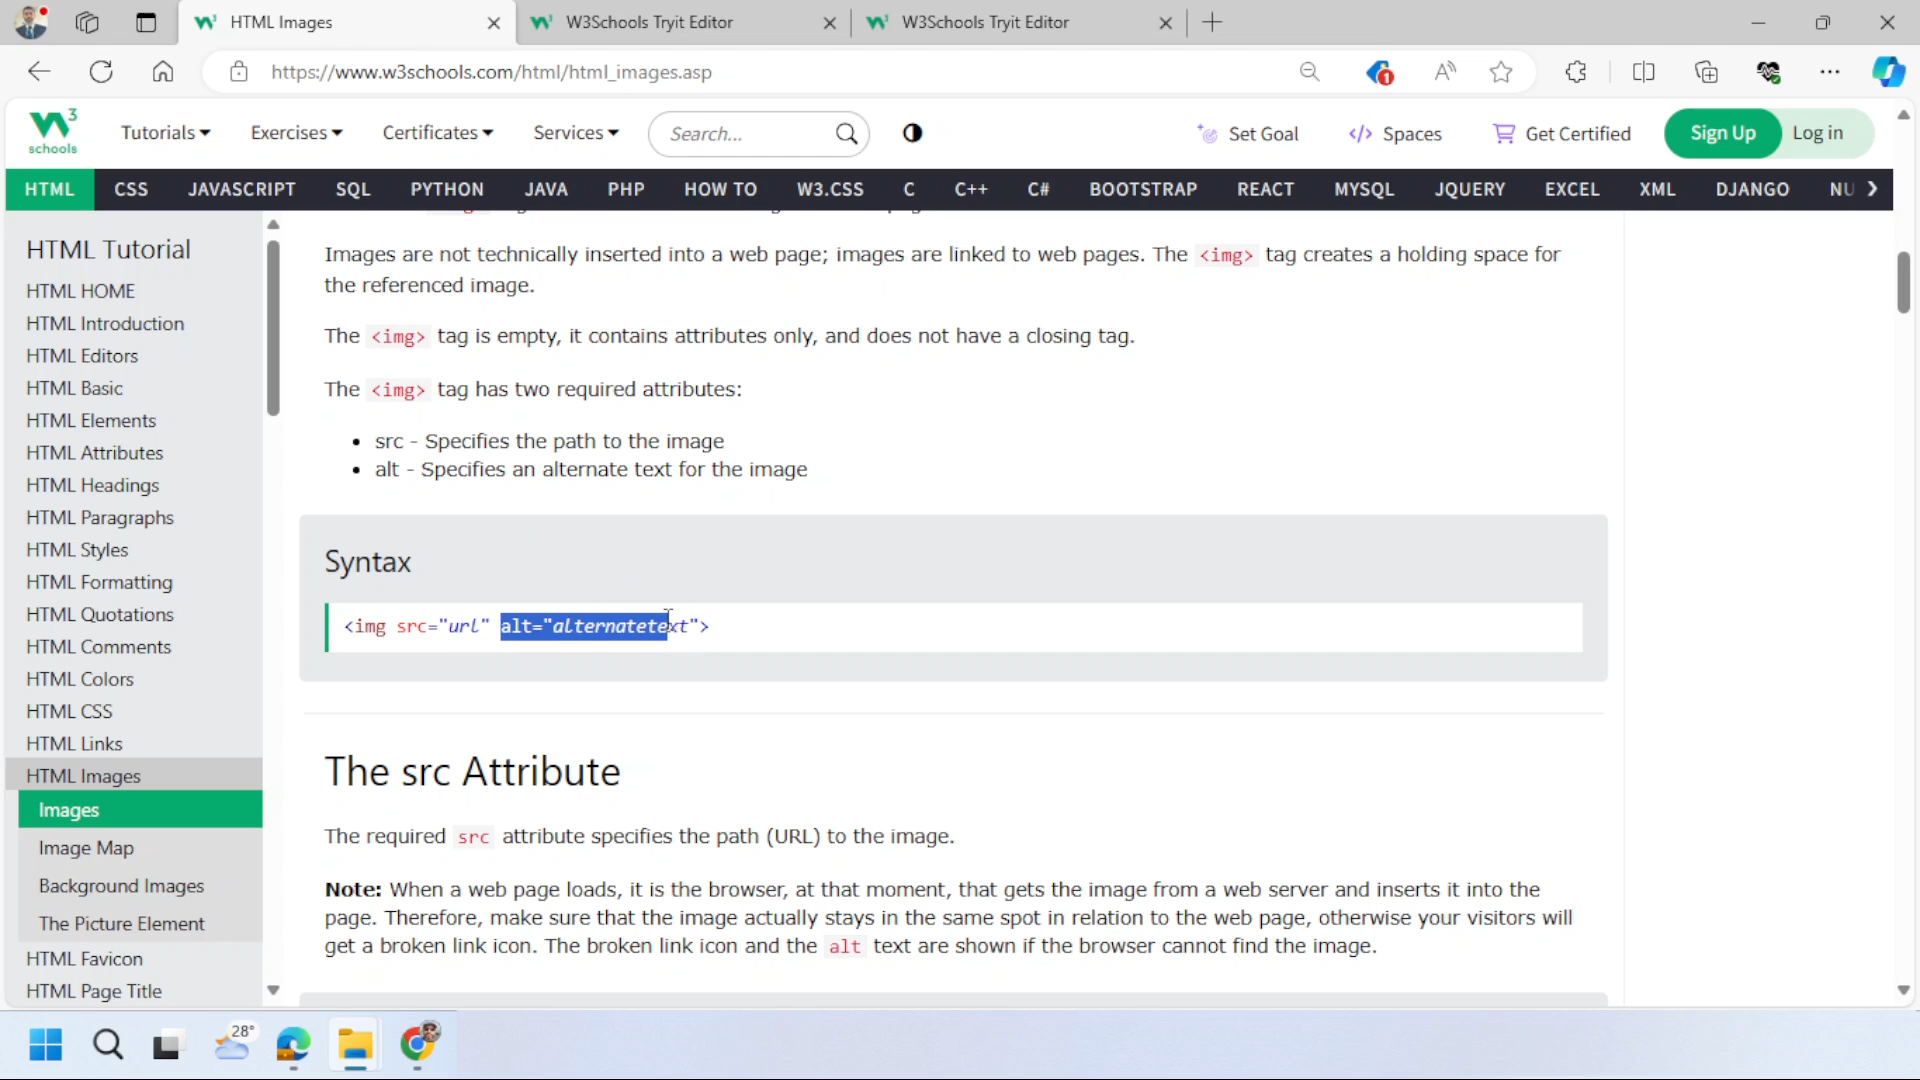 HTML Images
W3Schools Tryit Editor
W3Schools Tryit Editor
https://www.w3schools.com/html/html_images.asp
1
schools
Tutorials
Exercises
Certificates
Services
Search...
Set Goal
Spaces
Get Certified
Sign Up
Log in
HTML
CSS
JAVASCRIPT
SQL
PYTHON
JAVA
PHP
HOW TO
W3.CSS
C
C++
C#
BOOTSTRAP
REACT
MYSQL
JQUERY
EXCEL
XML
DJANGO
NU
HTML Tutorial
HTML HOME
HTML Introduction
HTML Editors
HTML Basic
HTML Elements
HTML Attributes
HTML Headings
HTML Paragraphs
HTML Styles
HTML Formatting
HTML Quotations
HTML Comments
HTML Colors
HTML CSS
HTML Links
HTML Images
Images
Image Map
Background Images
The Picture Element
HTML Favicon
HTML Page Title
Images are not technically inserted into a web page; images are linked to web pages. The <img> tag creates a holding space for
the referenced image.
The <img> tag is empty, it contains attributes only, and does not have a closing tag.
The <img> tag has two required attributes:
• src - Specifies the path to the image
• alt - Specifies an alternate text for the image
Syntax
<img src="url" alt="alternatetext">
The src Attribute
The required src attribute specifies the path (URL) to the image.
Note: When a web page loads, it is the browser, at that moment, that gets the image from a web server and inserts it into the
page. Therefore, make sure that the image actually stays in the same spot in relation to the web page, otherwise your visitors will
get a broken link icon. The broken link icon and the alt text are shown if the browser cannot find the image.
28°